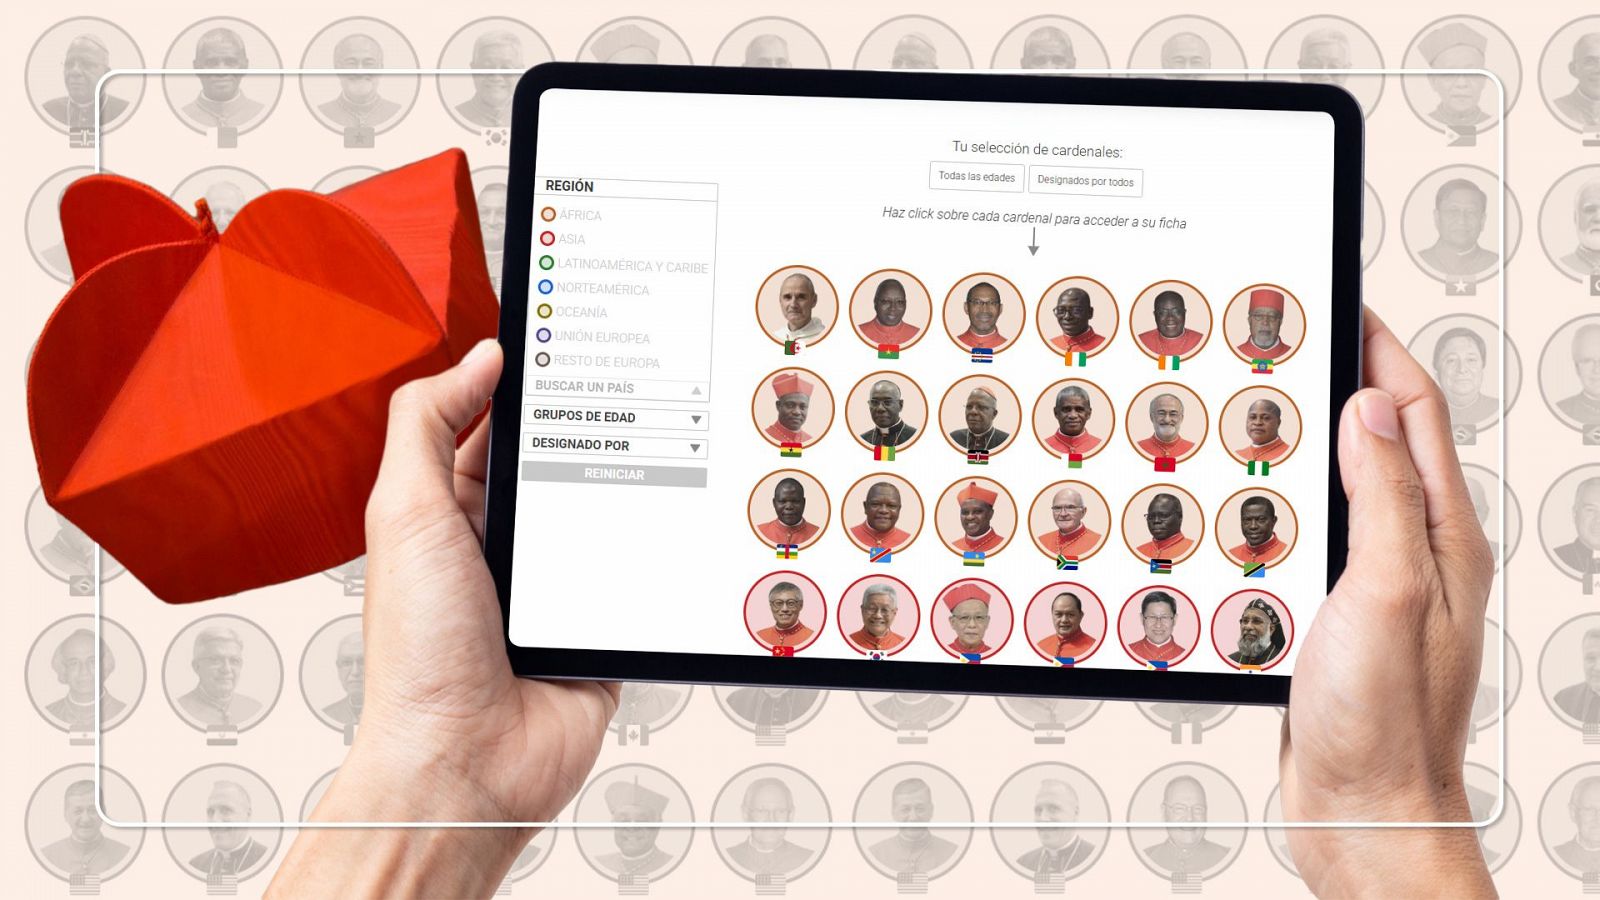 Tu selección de cardenales:
Todas las edades
Designados por todos
Haz click sobre cada cardenal para acceder a su ficha
REGIÓN
ÁFRICA
ASIA
LATINOAMÉRICA Y CARIBE
NORTEAMÉRICA
OCEANÍA
UNIÓN EUROPEA
RESTO DE EUROPA
BUSCAR UN PAÍS
GRUPOS DE EDAD
DESIGNADO POR
REINICIAR